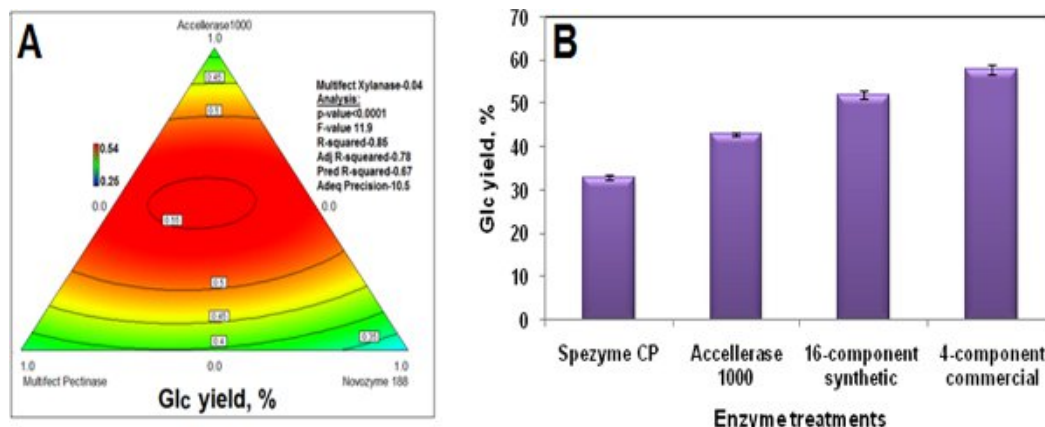 A
Accellerase1000
1.0
0.45
0.5
Multifect Xylanase-0.04
Analysis:
p-value<0.0001
F-value 11.9
R-squared-0.85
Adj R-squeared-0.78
Pred R-squared-0.67
Adeq Precision-10.5
0.54
0.25
0.0
0.0
0.55
0.5
0.45
0.4
0.35
1.0
0.0
1.0
Multifect Pectinase
Novozyme 188
Glc yield, %
B
70
60
50
40
30
20
10
0
Glc yield, %
Spezyme CP
Accellerase
1000
16-component
synthetic
4-component
commercial
Enzyme treatments